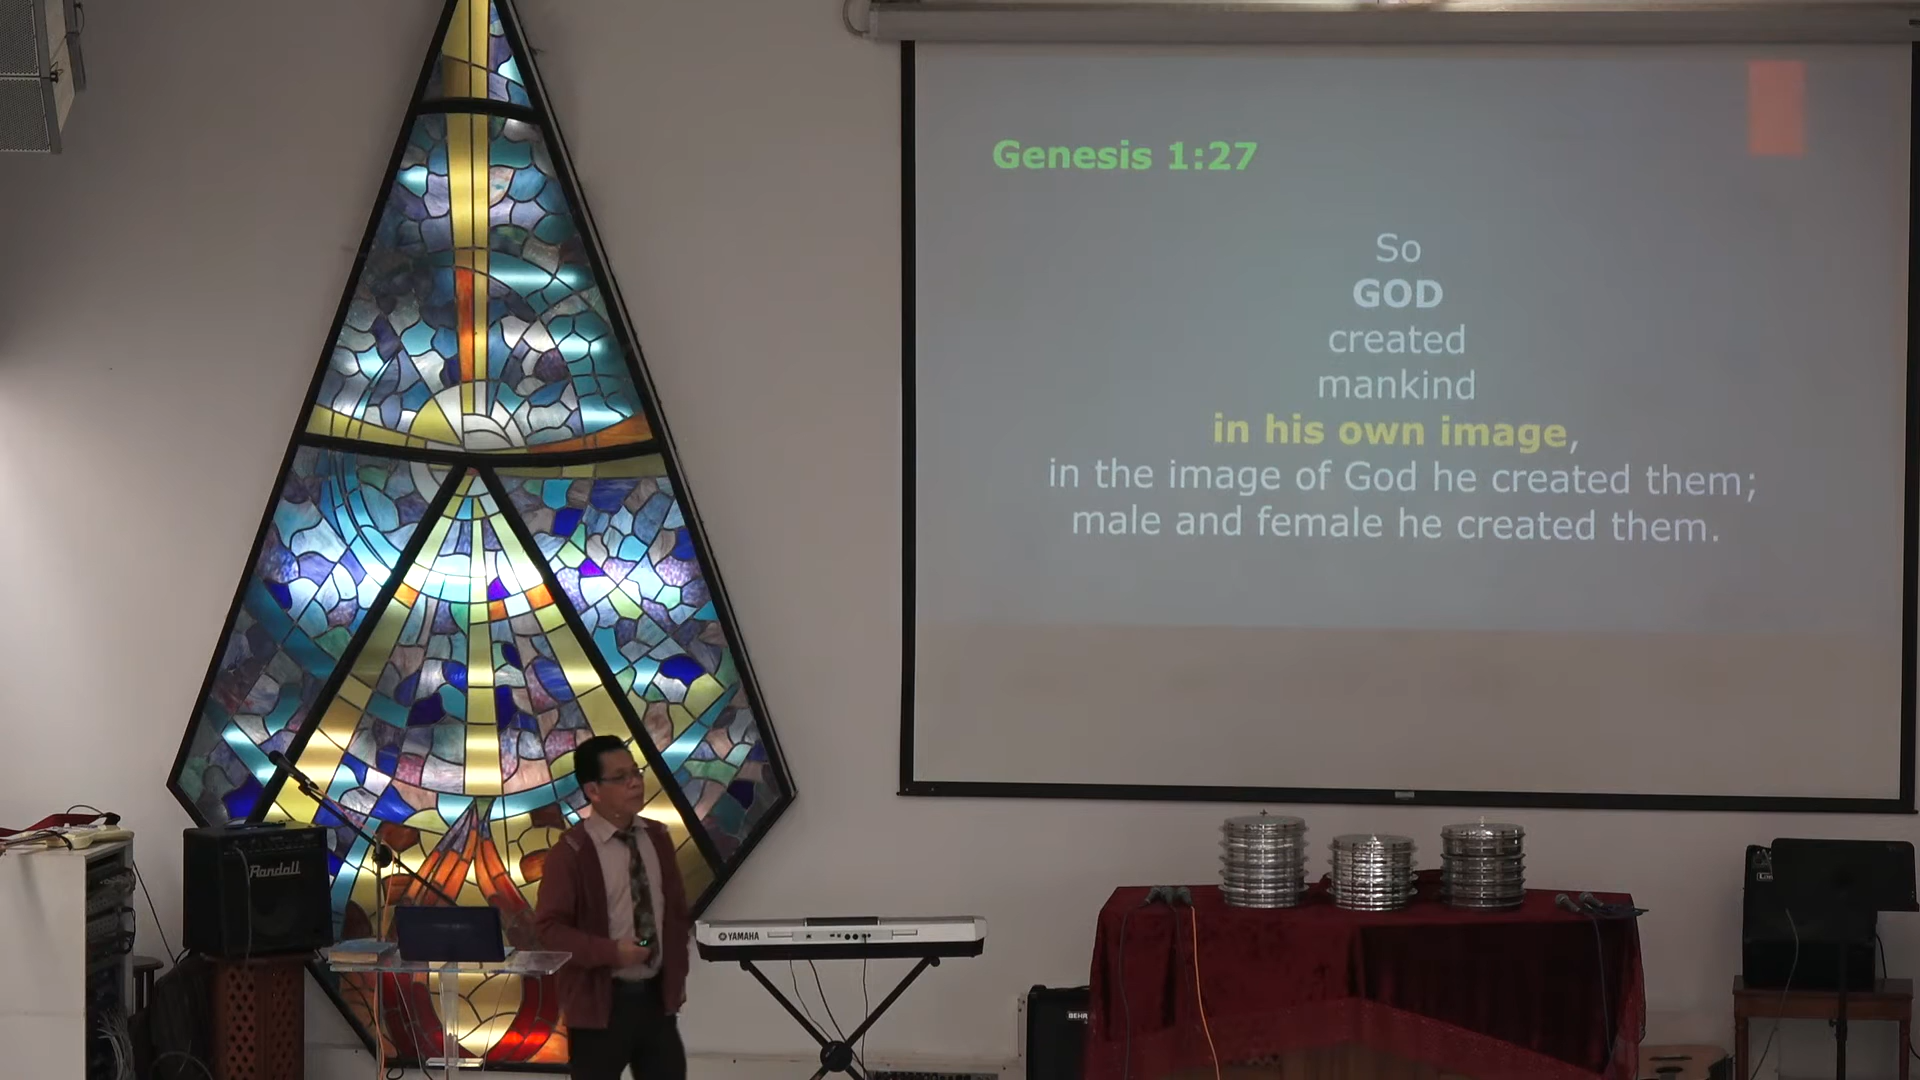 Genesis 1:27
So
GOD
created
mankind
in his own image,
in the image of God he created them;
male and female he created them.
Randall
YAMAHA
BEHR